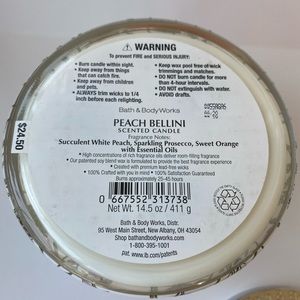 ⚠ WARNING
To prevent FIRE and SERIOUS INJURY:
• Burn candle within sight.
• Keep away from things
that can catch fire.
• Keep away from children
and pets.
• ALWAYS trim wicks to 1/4
inch before each relighting.
• Keep wax pool free of wick
trimmings and matches.
• DO NOT burn candle for more
than 4-hour intervals.
• DO NOT extinguish with water.
• AVOID drafts.
$24.50
Bath & Body Works
PEACH BELLINI
SCENTED CANDLE
Fragrance Notes:
Succulent White Peach, Sparkling Prosecco, Sweet Orange
with Essential Oils
• High concentrations of rich fragrance oils deliver room-filling fragrance
• Our patented soy blend wax is formulated to provide the best fragrance experience
• Created with premium lead-free wicks
• 100% Crafted with you in mind • 100% Satisfaction Guaranteed
Burns approximately 25-45 hours
0 667552 313738
Net Wt. 14.5 oz / 411 g
Bath & Body Works, Distr.
95 West Main Street, New Albany, OH 43054
Shop bathandbodyworks.com
1-800-395-1001
pat. www.lb.com/patents